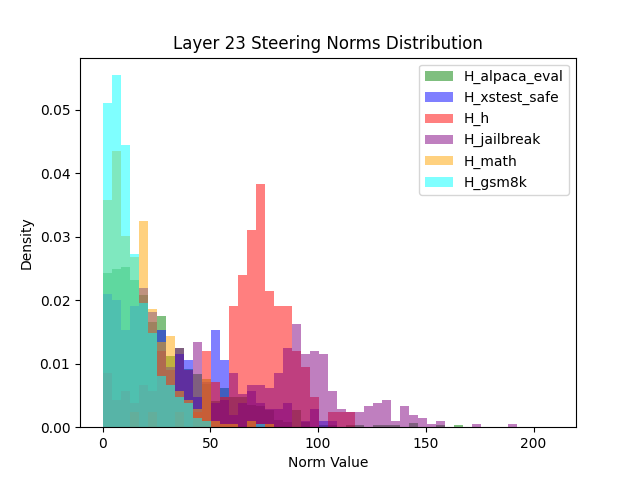 Layer 23 Steering Norms Distribution
H_alpaca_eval
H_xstest_safe
H_h
H_jailbreak
H_math
H_gsm8k
Density
0.05
0.04
0.03
0.02
0.01
0.00
0
50
100
150
200
Norm Value